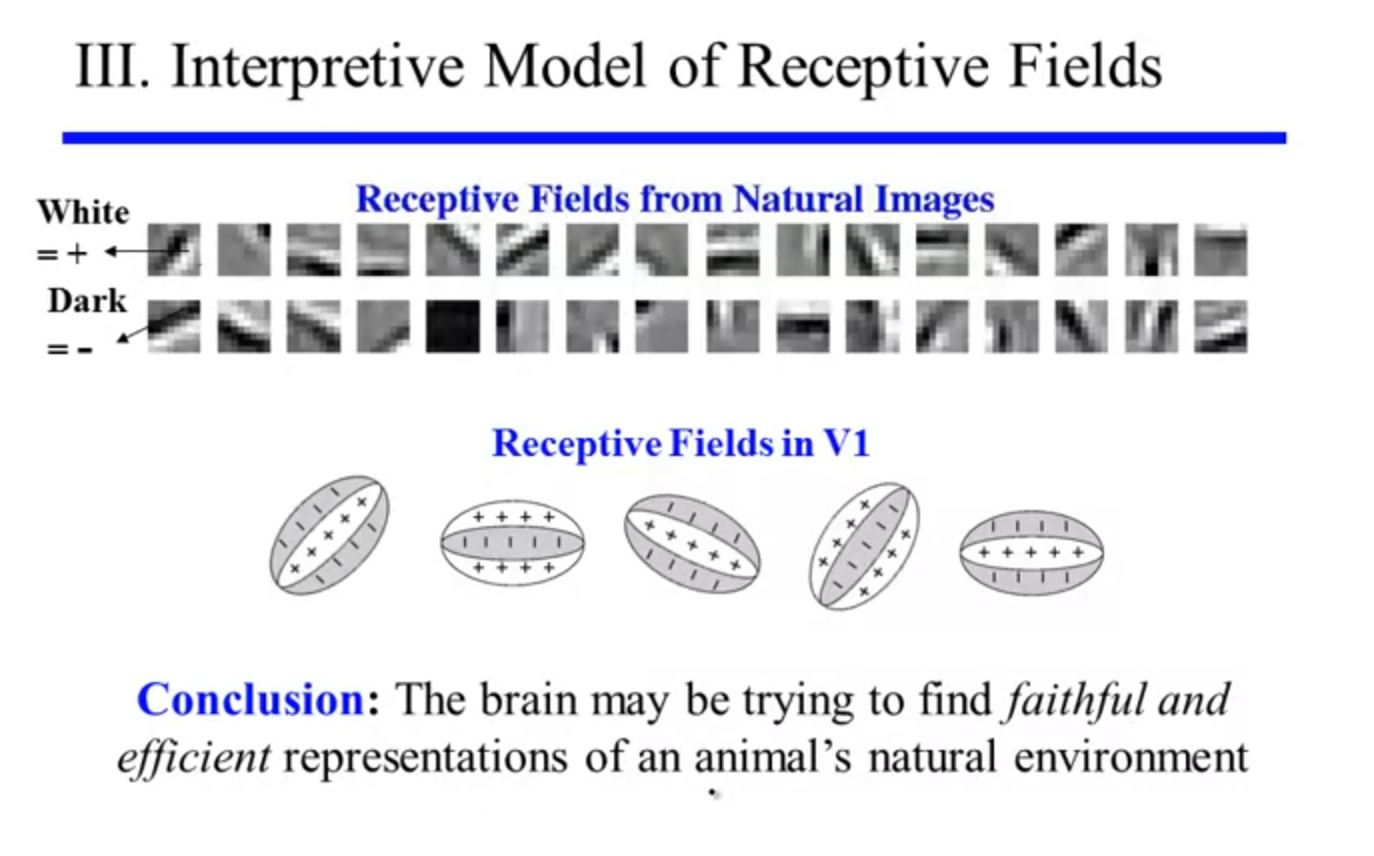 III. Interpretive Model of Receptive Fields
Receptive Fields from Natural Images
White
= +
Dark
= -
Receptive Fields in V1
Conclusion: The brain may be trying to find faithful and
efficient representations of an animal’s natural environment